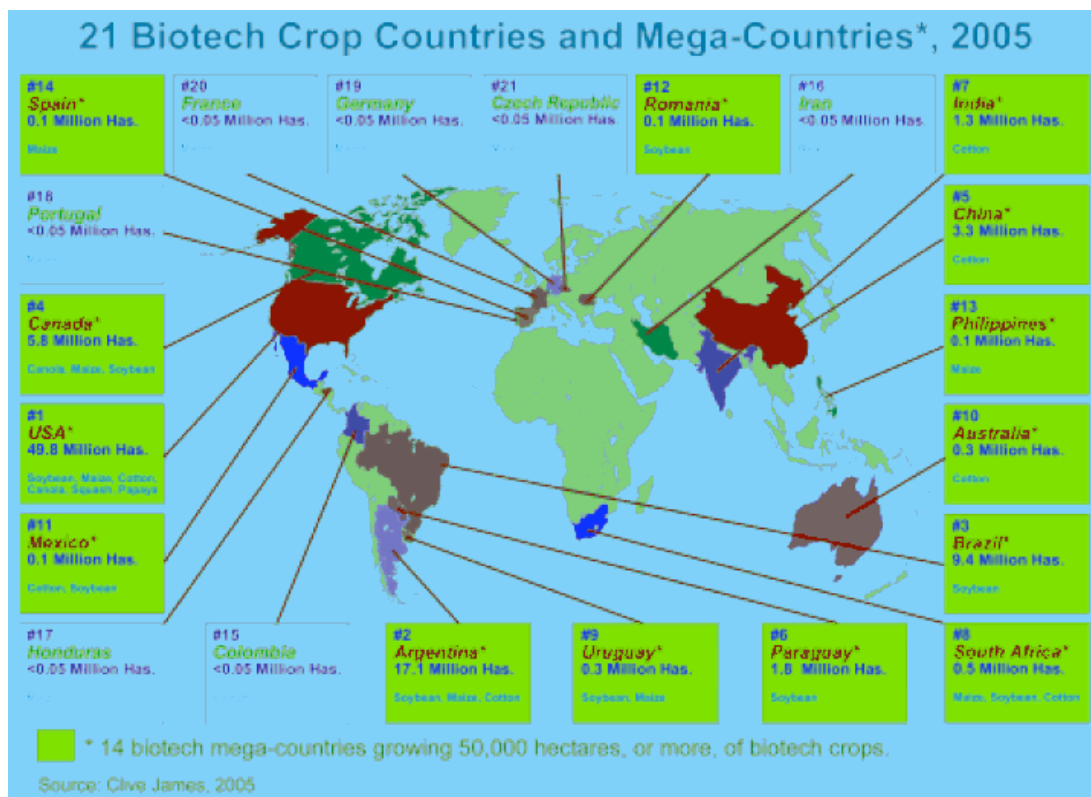 21 Biotech Crop Countries and Mega-Countries*, 2005
#14
Spain*
0.1 Million Has.
Maize
#20
France
<0.05 Million Has.
#19
Germany
<0.05 Million Has.
#21
Czech Republic
<0.05 Million Has.
#12
Romania*
0.1 Million Has.
Soybean
#16
Iran
<0.05 Million Has.
#7
India*
1.3 Million Has.
Cotton
#18
Portugal
<0.05 Million Has.
#5
China*
3.3 Million Has.
Cotton
#4
Canada*
5.8 Million Has.
Canola, Maize, Soybean
#13
Philippines*
0.1 Million Has.
Maize
#1
USA*
49.8 Million Has.
Soybean, Maize, Cotton,
Canola, Squash, Papaya
#10
Australia*
0.3 Million Has.
Cotton
#11
Mexico*
0.1 Million Has.
Cotton, Soybean
#3
Brazil*
9.4 Million Has.
Soybean
#17
Honduras
<0.05 Million Has.
#15
Colombia
<0.05 Million Has.
#2
Argentina*
17.1 Million Has.
Soybean, Maize, Cotton
#9
Uruguay*
0.3 Million Has.
Soybean, Maize
#6
Paraguay*
1.8 Million Has.
Soybean
#8
South Africa*
0.5 Million Has.
Maize, Soybean, Cotton
* 14 biotech mega-countries growing 50,000 hectares, or more, of biotech crops.
Source: Clive James, 2005